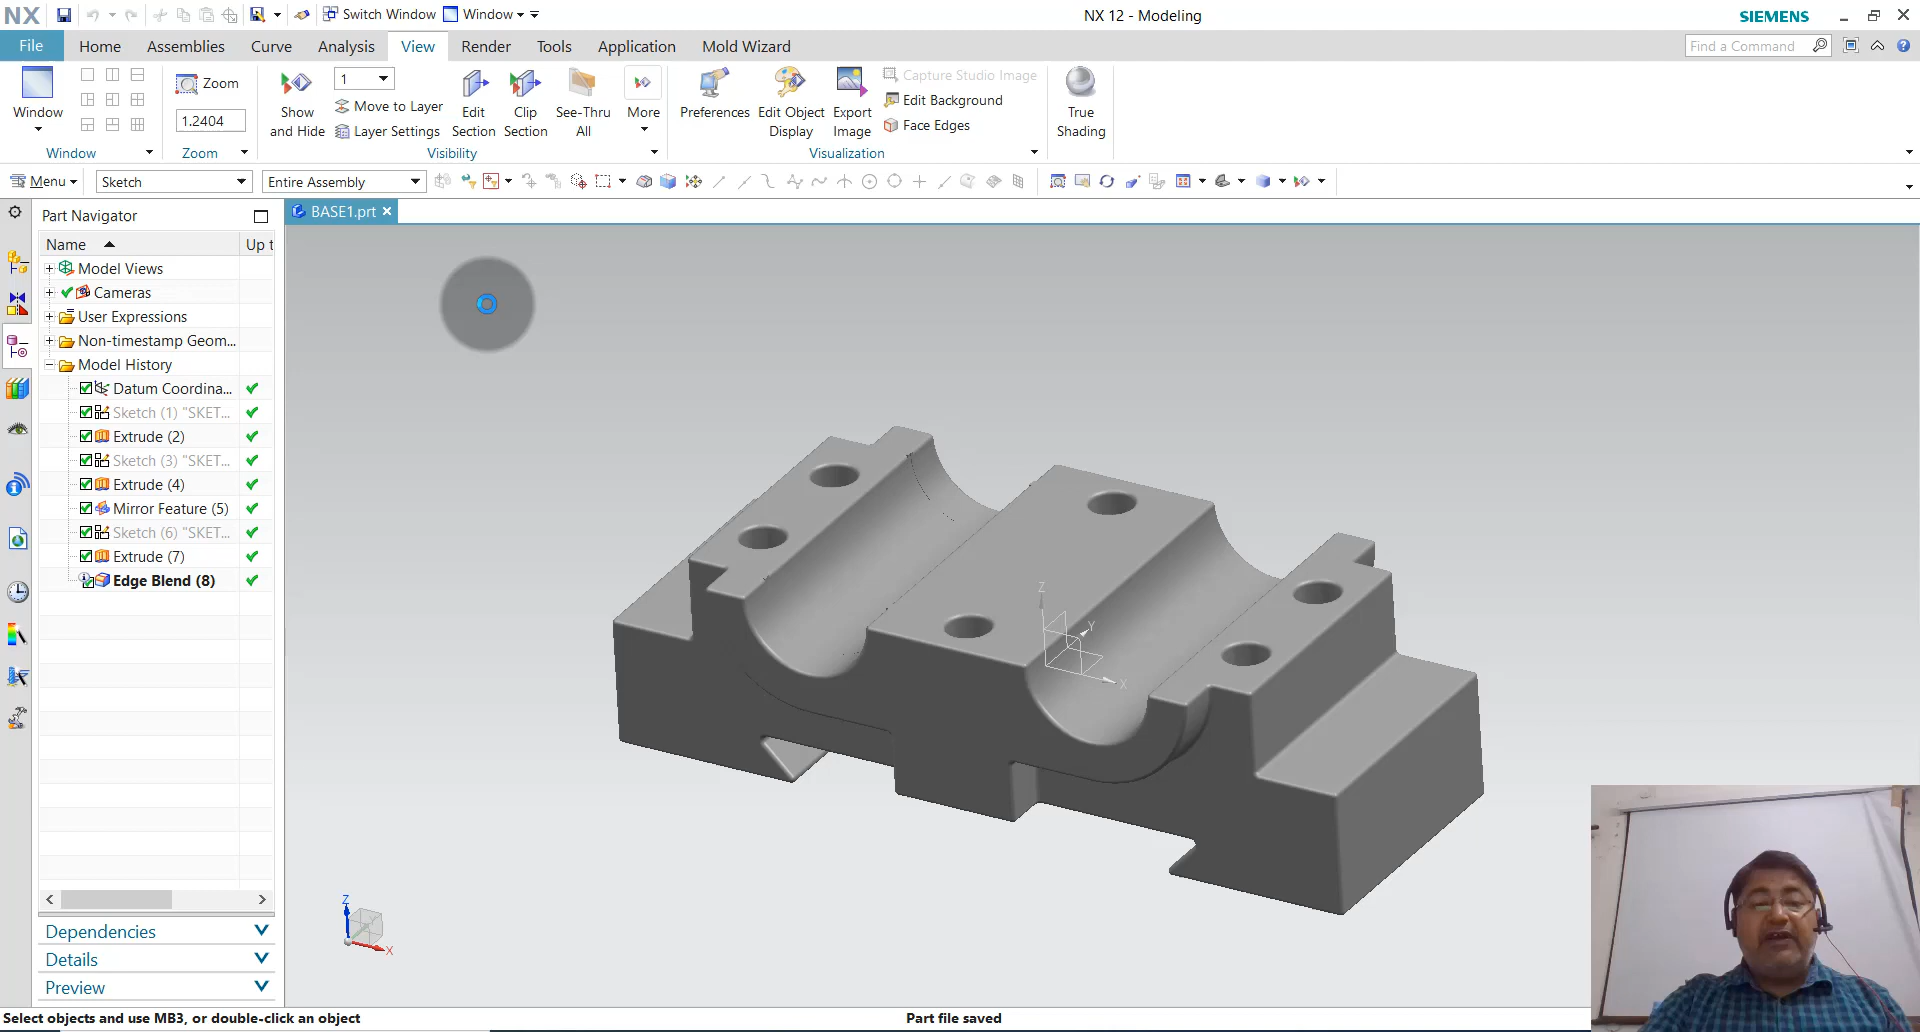 NX Switch Window Window NX 12 - Modeling SIEMENS
File Home Assemblies Curve Analysis View Render Tools Application Mold Wizard Find a Command
Window
Window
Zoom
1.2404
Zoom
Show
and Hide
1
Move to Layer
Layer Settings
Edit
Section
Clip
Section
See-Thru
All
More
Visibility
Preferences
Edit Object
Display
Export
Image
Capture Studio Image
Edit Background
Face Edges
Visualization
True
Shading
Menu Sketch Entire Assembly
Part Navigator BASE1.prt
Name Up t
Model Views
Cameras
User Expressions
Non-timestamp Geom...
Model History
Datum Coordina...
Sketch (1) "SKET...
Extrude (2)
Sketch (3) "SKET...
Extrude (4)
Mirror Feature (5)
Sketch (6) "SKET...
Extrude (7)
Edge Blend (8)
Z
Y
X
Z
X
Dependencies
Details
Preview
Select objects and use MB3, or double-click an object Part file saved